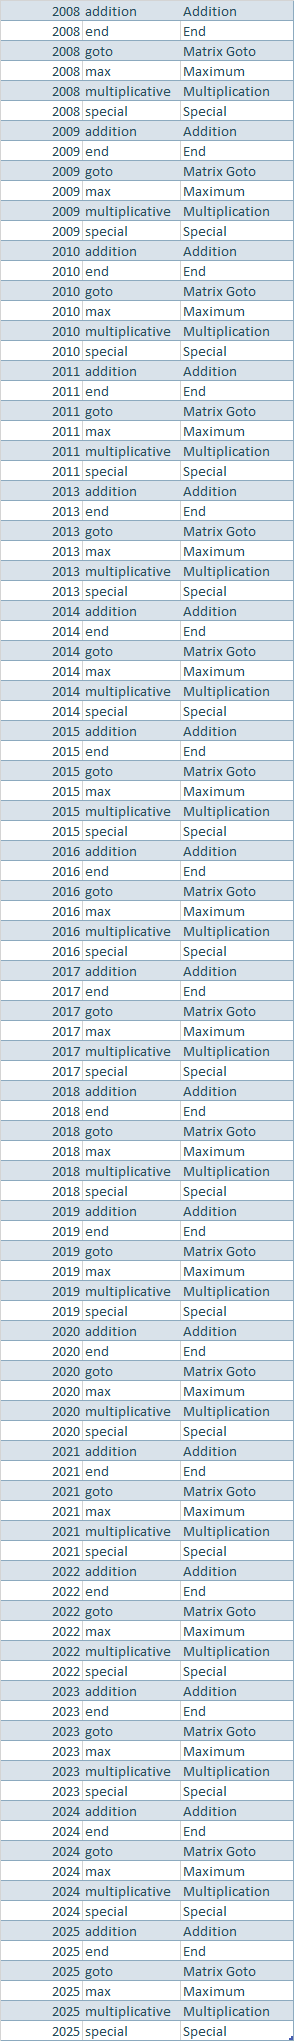 2008 addition Addition
2008 end End
2008 goto Matrix Goto
2008 max Maximum
2008 multiplicative Multiplication
2008 special Special
2009 addition Addition
2009 end End
2009 goto Matrix Goto
2009 max Maximum
2009 multiplicative Multiplication
2009 special Special
2010 addition Addition
2010 end End
2010 goto Matrix Goto
2010 max Maximum
2010 multiplicative Multiplication
2010 special Special
2011 addition Addition
2011 end End
2011 goto Matrix Goto
2011 max Maximum
2011 multiplicative Multiplication
2011 special Special
2013 addition Addition
2013 end End
2013 goto Matrix Goto
2013 max Maximum
2013 multiplicative Multiplication
2013 special Special
2014 addition Addition
2014 end End
2014 goto Matrix Goto
2014 max Maximum
2014 multiplicative Multiplication
2014 special Special
2015 addition Addition
2015 end End
2015 goto Matrix Goto
2015 max Maximum
2015 multiplicative Multiplication
2015 special Special
2016 addition Addition
2016 end End
2016 goto Matrix Goto
2016 max Maximum
2016 multiplicative Multiplication
2016 special Special
2017 addition Addition
2017 end End
2017 goto Matrix Goto
2017 max Maximum
2017 multiplicative Multiplication
2017 special Special
2018 addition Addition
2018 end End
2018 goto Matrix Goto
2018 max Maximum
2018 multiplicative Multiplication
2018 special Special
2019 addition Addition
2019 end End
2019 goto Matrix Goto
2019 max Maximum
2019 multiplicative Multiplication
2019 special Special
2020 addition Addition
2020 end End
2020 goto Matrix Goto
2020 max Maximum
2020 multiplicative Multiplication
2020 special Special
2021 addition Addition
2021 end End
2021 goto Matrix Goto
2021 max Maximum
2021 multiplicative Multiplication
2021 special Special
2022 addition Addition
2022 end End
2022 goto Matrix Goto
2022 max Maximum
2022 multiplicative Multiplication
2022 special Special
2023 addition Addition
2023 end End
2023 goto Matrix Goto
2023 max Maximum
2023 multiplicative Multiplication
2023 special Special
2024 addition Addition
2024 end End
2024 goto Matrix Goto
2024 max Maximum
2024 multiplicative Multiplication
2024 special Special
2025 addition Addition
2025 end End
2025 goto Matrix Goto
2025 max Maximum
2025 multiplicative Multiplication
2025 special Special